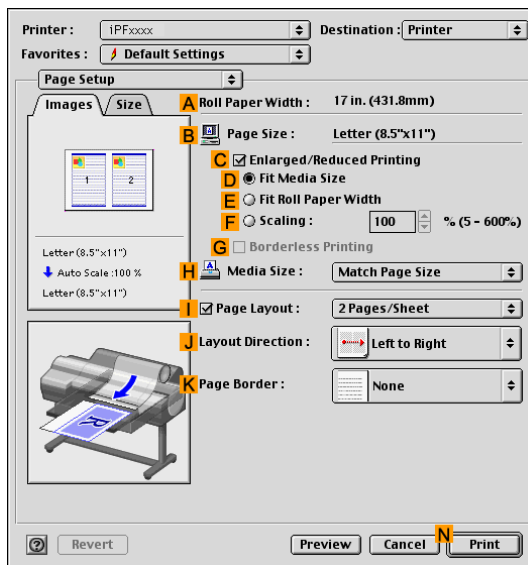 Printer : iPFxxxx Destination : Printer
Favorites : Default Settings
Page Setup
Images Size
A Roll Paper Width : 17 in. (431.8mm)
B Page Size : Letter (8.5"x11")
C Enlarged/Reduced Printing
D Fit Media Size
E Fit Roll Paper Width
F Scaling : 100 % (5 - 600%)
G Borderless Printing
1 2
Letter (8.5"x11")
Auto Scale :100 %
Letter (8.5"x11")
H Media Size : Match Page Size
I Page Layout : 2 Pages/Sheet
J Layout Direction : Left to Right
K Page Border : None
R
? Revert Preview Cancel N Print